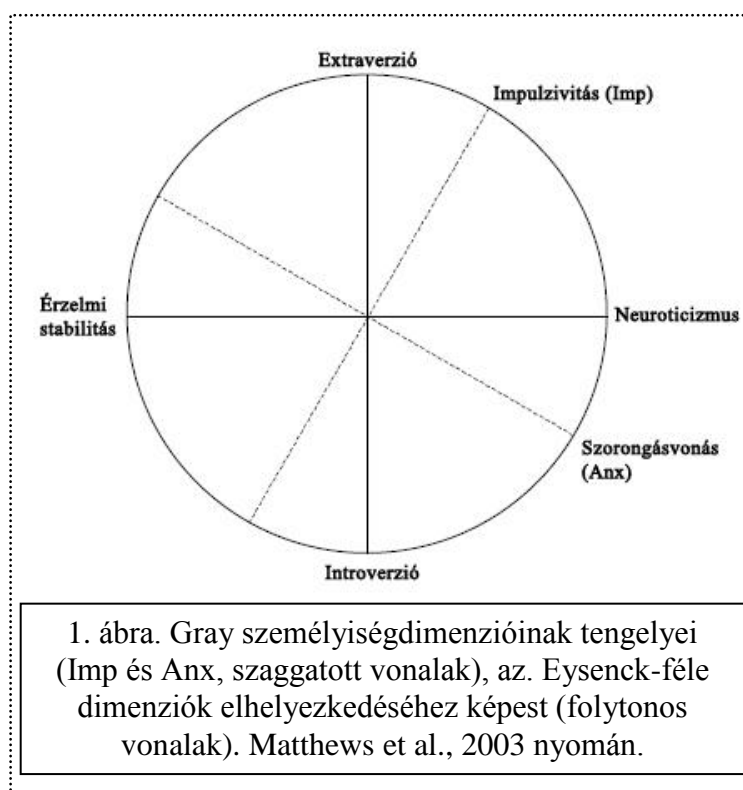 Extraverzió
Impulzivitás (Imp)
Érzelmi
stabilitás
Neuroticizmus
Szorongásvonás
(Anx)
Introverzió
1. ábra. Gray személyiségdimenzióinak tengelyei
(Imp és Anx, szaggatott vonalak), az. Eysenck-féle
dimenziók elhelyezkedéséhez képest (folytonos
vonalak). Matthews et al., 2003 nyomán.